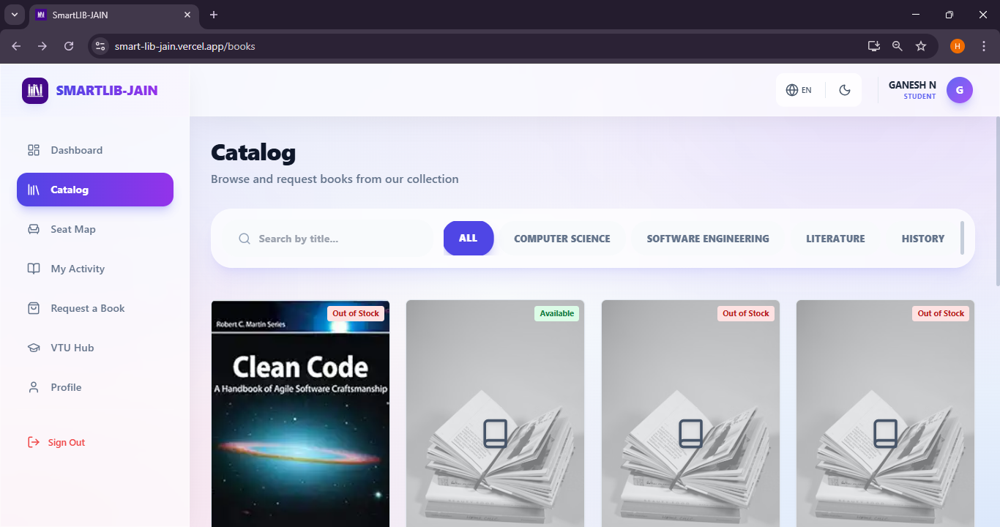 SmartLIB-JAIN
smart-lib-jain.vercel.app/books
H
SMARTLIB-JAIN
EN
GANESH N
STUDENT
G
Dashboard
Catalog
Seat Map
My Activity
Request a Book
VTU Hub
Profile
Sign Out
Catalog
Browse and request books from our collection
Search by title...
ALL
COMPUTER SCIENCE
SOFTWARE ENGINEERING
LITERATURE
HISTORY
Out of Stock
Robert C. Martin Series
Clean Code
A Handbook of Agile Software Craftsmanship
Available
Out of Stock
Out of Stock